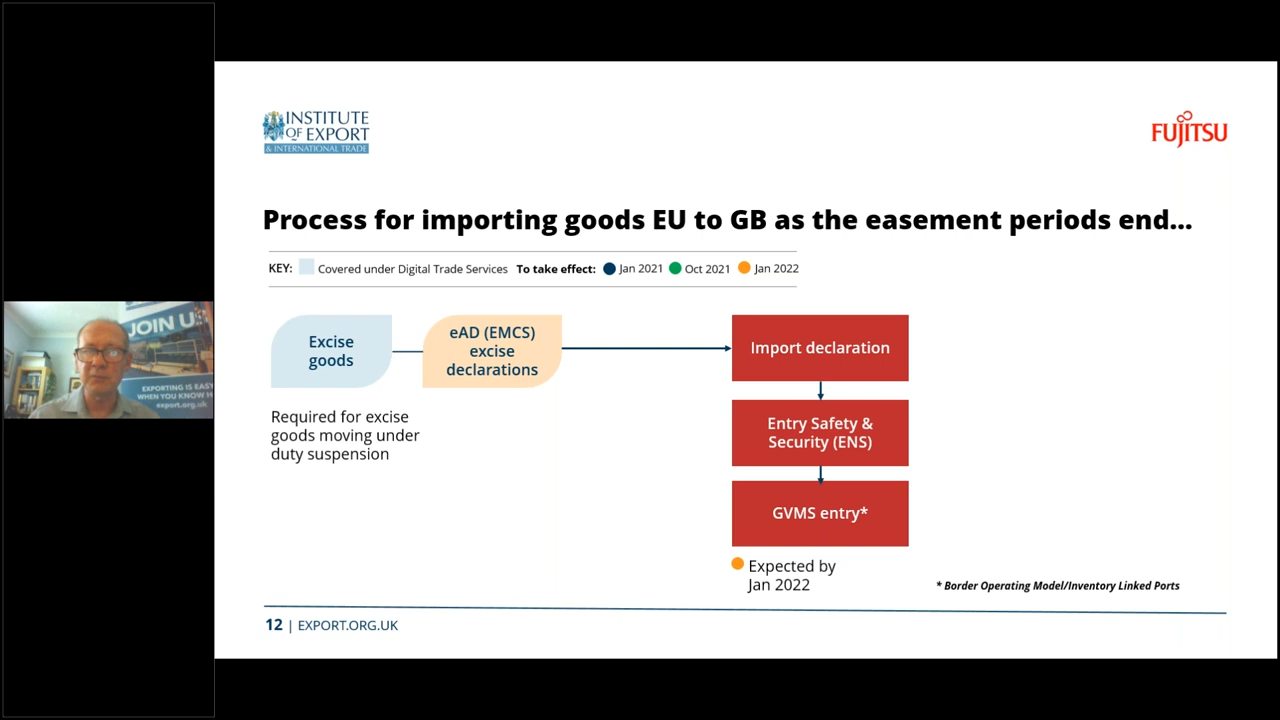 INSTITUTE
OF EXPORT
& INTERNATIONAL TRADE
FUJITSU
Process for importing goods EU to GB as the easement periods end...
KEY: Covered under Digital Trade Services To take effect: Jan 2021 Oct 2021 Jan 2022
Excise
goods
eAD (EMCS)
excise
declarations
Import declaration
Required for excise
goods moving under
duty suspension
Entry Safety &
Security (ENS)
GVMS entry*
Expected by
Jan 2022
* Border Operating Model/Inventory Linked Ports
12 | EXPORT.ORG.UK
JOIN U
EXPORTING IS EASY
WHEN YOU KNOW H
export.org.uk